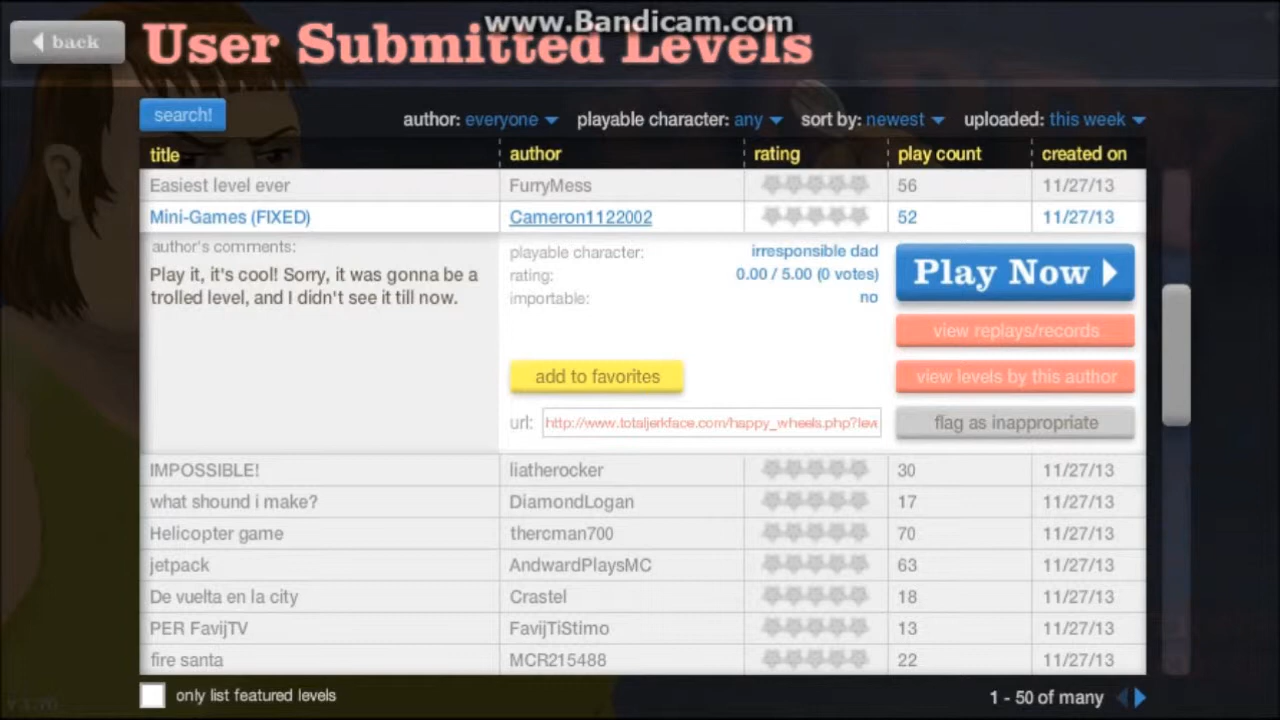 www.Bandicam.com
back
User Submitted Levels
search!
author: everyone playable character: any sort by: newest uploaded: this week
title author rating play count created on
Easiest level ever FurryMess 56 11/27/13
Mini-Games (FIXED) Cameron1122002 52 11/27/13
author's comments:
Play it, it's cool! Sorry, it was gonna be a
trolled level, and I didn't see it till now.
playable character: irresponsible dad
rating: 0.00 / 5.00 (0 votes)
importable: no
Play Now
view replays/records
add to favorites
view levels by this author
url: http://www.totaljerkface.com/happy_wheels.php?lev
flag as inappropriate
IMPOSSIBLE! liatherocker 30 11/27/13
what shound i make? DiamondLogan 17 11/27/13
Helicopter game thercman700 70 11/27/13
jetpack AndwardPlaysMC 63 11/27/13
De vuelta en la city Crastel 18 11/27/13
PER FavijTV FavijTiStimo 13 11/27/13
fire santa MCR215488 22 11/27/13
only list featured levels
1 - 50 of many